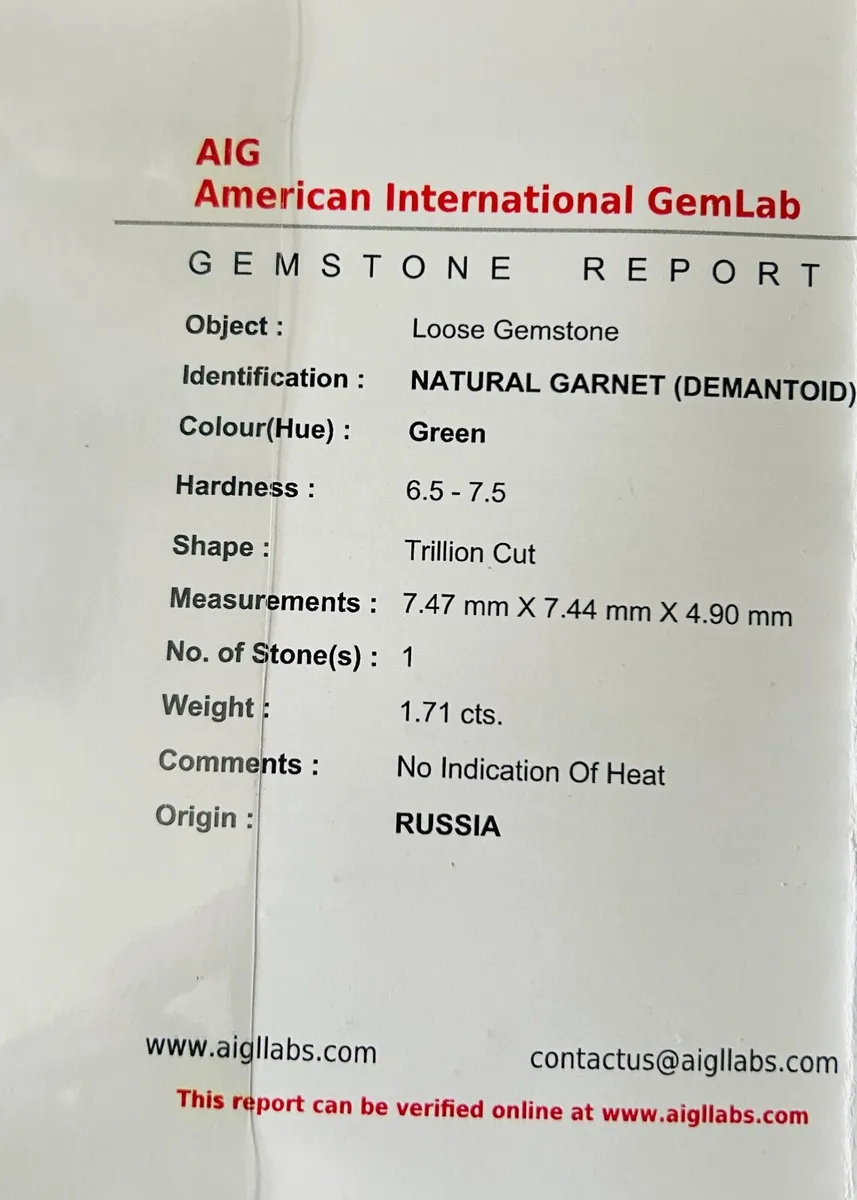 AIG
American International GemLab
GEMSTONE REPORT
Object : Loose Gemstone
Identification : NATURAL GARNET (DEMANTOID)
Colour(Hue) : Green
Hardness : 6.5 - 7.5
Shape : Trillion Cut
Measurements : 7.47 mm X 7.44 mm X 4.90 mm
No. of Stone(s) : 1
Weight : 1.71 cts.
Comments : No Indication Of Heat
Origin : RUSSIA
www.aigllabs.com contactus@aigllabs.com
This report can be verified online at www.aigllabs.com